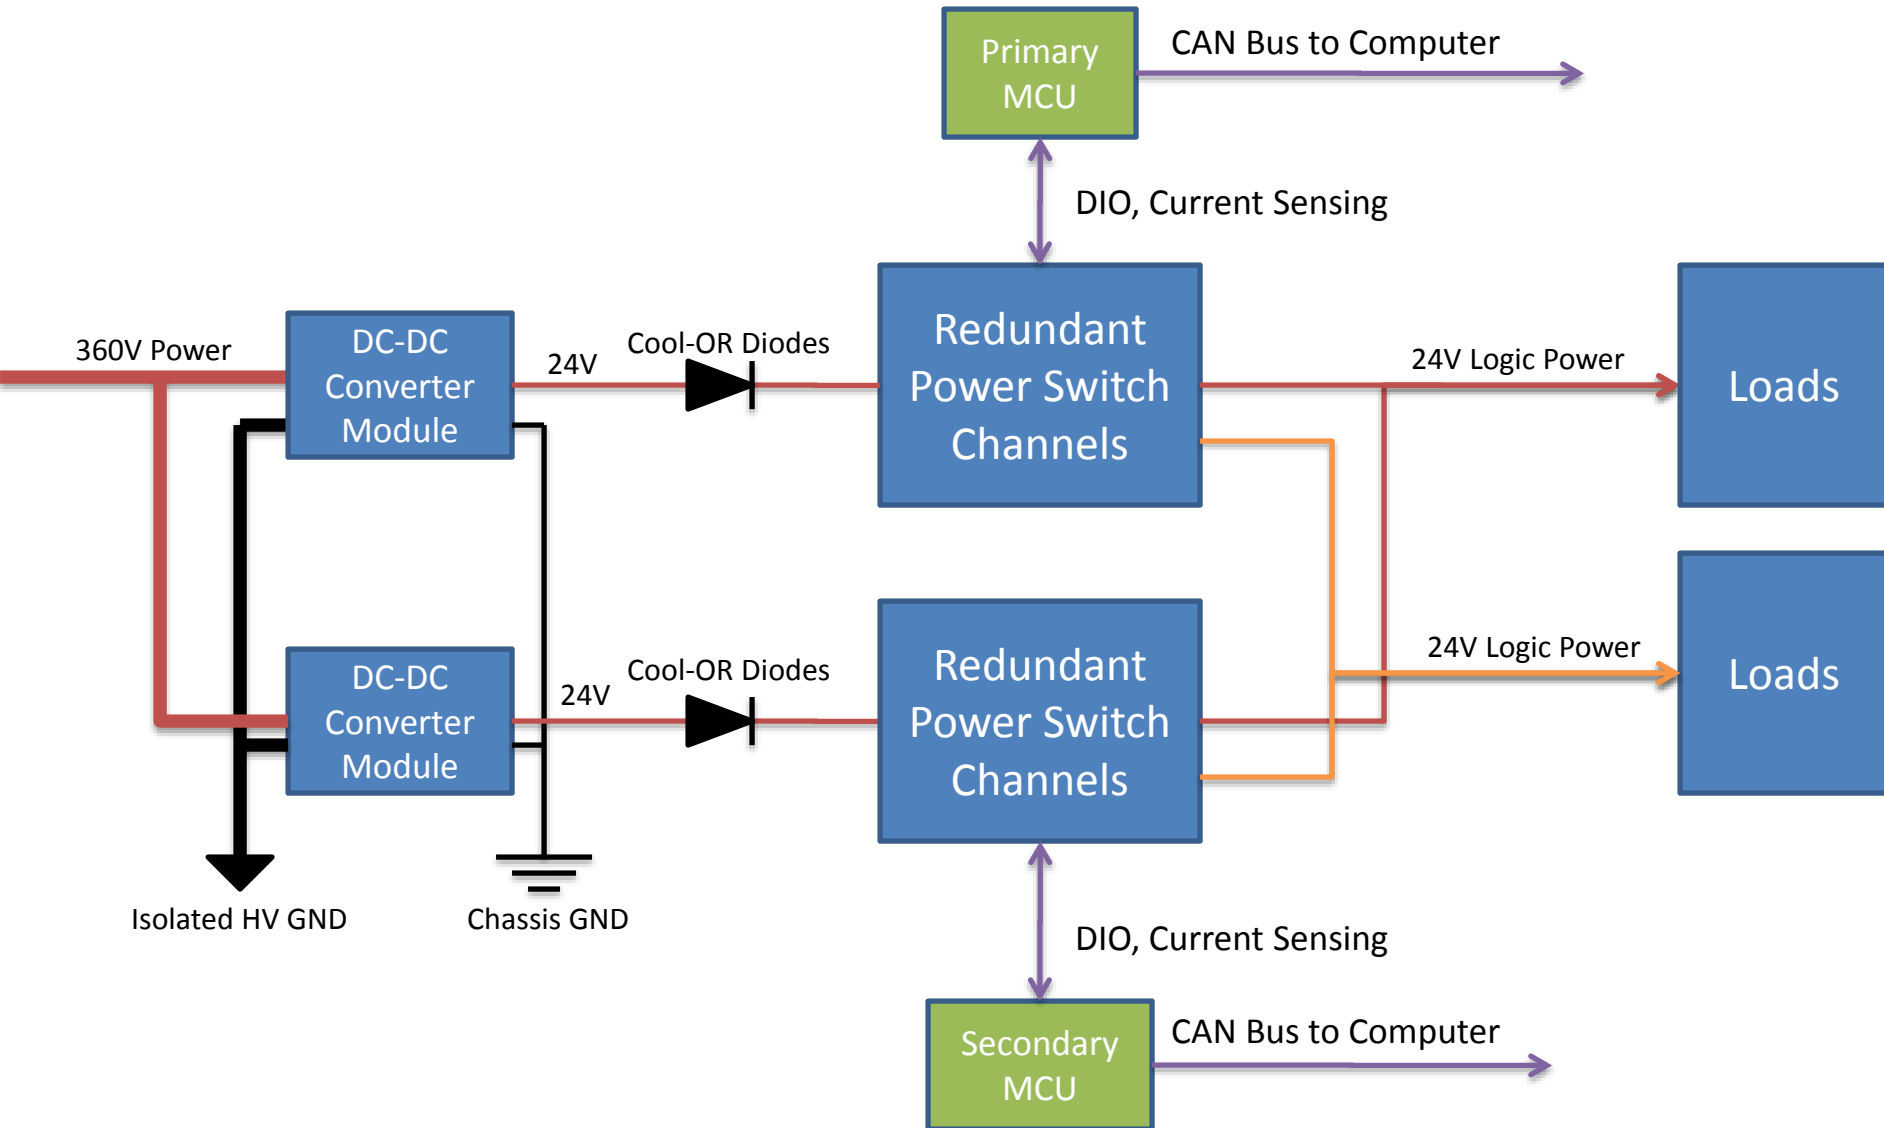 Primary
MCU
CAN Bus to Computer
DIO, Current Sensing
360V Power
DC-DC
Converter
Module
24V
Cool-OR Diodes
Redundant
Power Switch
Channels
24V Logic Power
Loads
DC-DC
Converter
Module
24V
Cool-OR Diodes
Redundant
Power Switch
Channels
24V Logic Power
Loads
Isolated HV GND
Chassis GND
DIO, Current Sensing
Secondary
MCU
CAN Bus to Computer